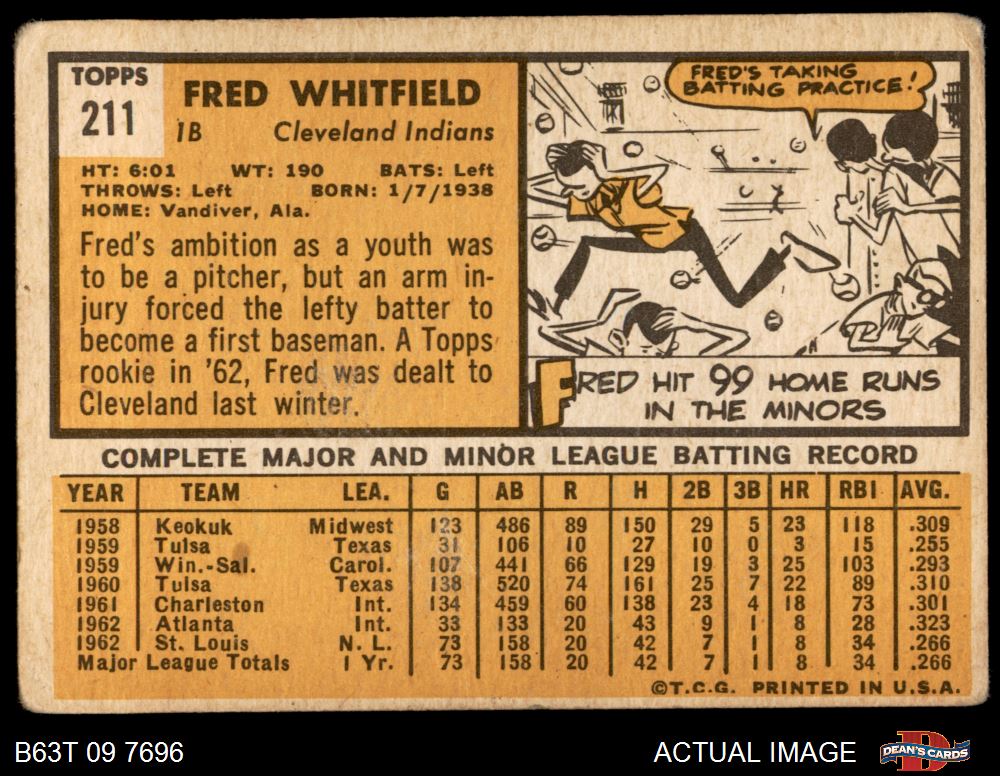 TOPPS
211
FRED WHITFIELD
1B Cleveland Indians
HT: 6:01 WT: 190 BATS: Left
THROWS: Left BORN: 1/7/1938
HOME: Vandiver, Ala.
Fred's ambition as a youth was
to be a pitcher, but an arm in-
jury forced the lefty batter to
become a first baseman. A Topps
rookie in '62, Fred was dealt to
Cleveland last winter.
FRED'S TAKING
BATTING PRACTICE!
FRED HIT 99 HOME RUNS
IN THE MINORS
COMPLETE MAJOR AND MINOR LEAGUE BATTING RECORD
YEAR TEAM LEA. G AB R H 2B 3B HR RBI AVG.
1958 Keokuk Midwest 123 486 89 150 29 5 23 118 .309
1959 Tulsa Texas 31 106 10 27 10 0 3 15 .255
1959 Win.-Sal. Carol. 107 441 66 129 19 3 25 103 .293
1960 Tulsa Texas 138 520 74 161 25 7 22 89 .310
1961 Charleston Int. 134 459 60 138 23 4 18 73 .301
1962 Atlanta Int. 33 133 20 43 9 1 8 28 .323
1962 St. Louis N. L. 73 158 20 42 7 1 8 34 .266
Major League Totals 1 Yr. 73 158 20 42 7 1 8 34 .266
©T.C.G. PRINTED IN U.S.A.
B63T 09 7696
ACTUAL IMAGE
DEAN'S CARDS